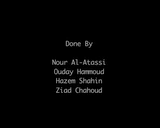 Done By
Nour Al-Atassi
Ouday Hammoud
Hazem Shahin
Ziad Chahoud